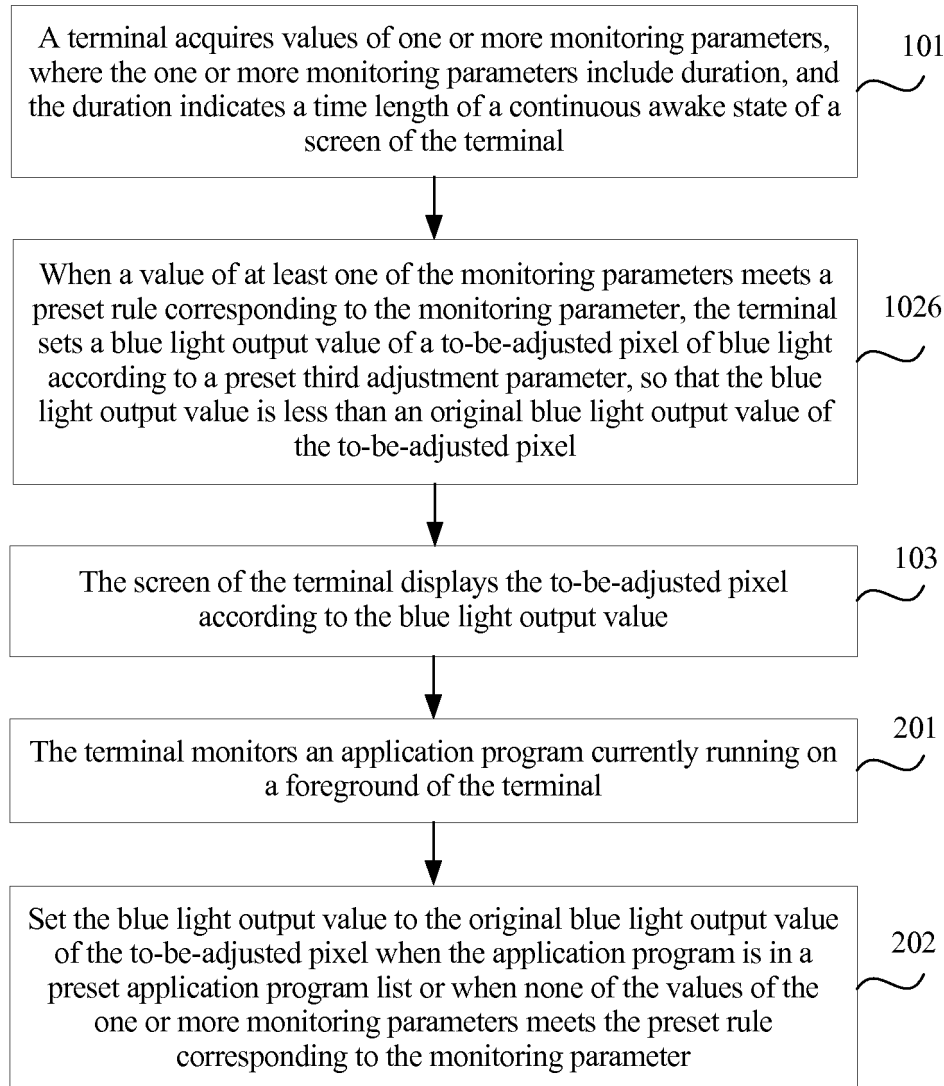 A terminal acquires values of one or more monitoring parameters,
where the one or more monitoring parameters include duration, and
the duration indicates a time length of a continuous awake state of a
screen of the terminal
101
When a value of at least one of the monitoring parameters meets a
preset rule corresponding to the monitoring parameter, the terminal
sets a blue light output value of a to-be-adjusted pixel of blue light
according to a preset third adjustment parameter, so that the blue
light output value is less than an original blue light output value of
the to-be-adjusted pixel
1026
The screen of the terminal displays the to-be-adjusted pixel
according to the blue light output value
103
The terminal monitors an application program currently running on
a foreground of the terminal
201
Set the blue light output value to the original blue light output value
of the to-be-adjusted pixel when the application program is in a
preset application program list or when none of the values of the
one or more monitoring parameters meets the preset rule
corresponding to the monitoring parameter
202